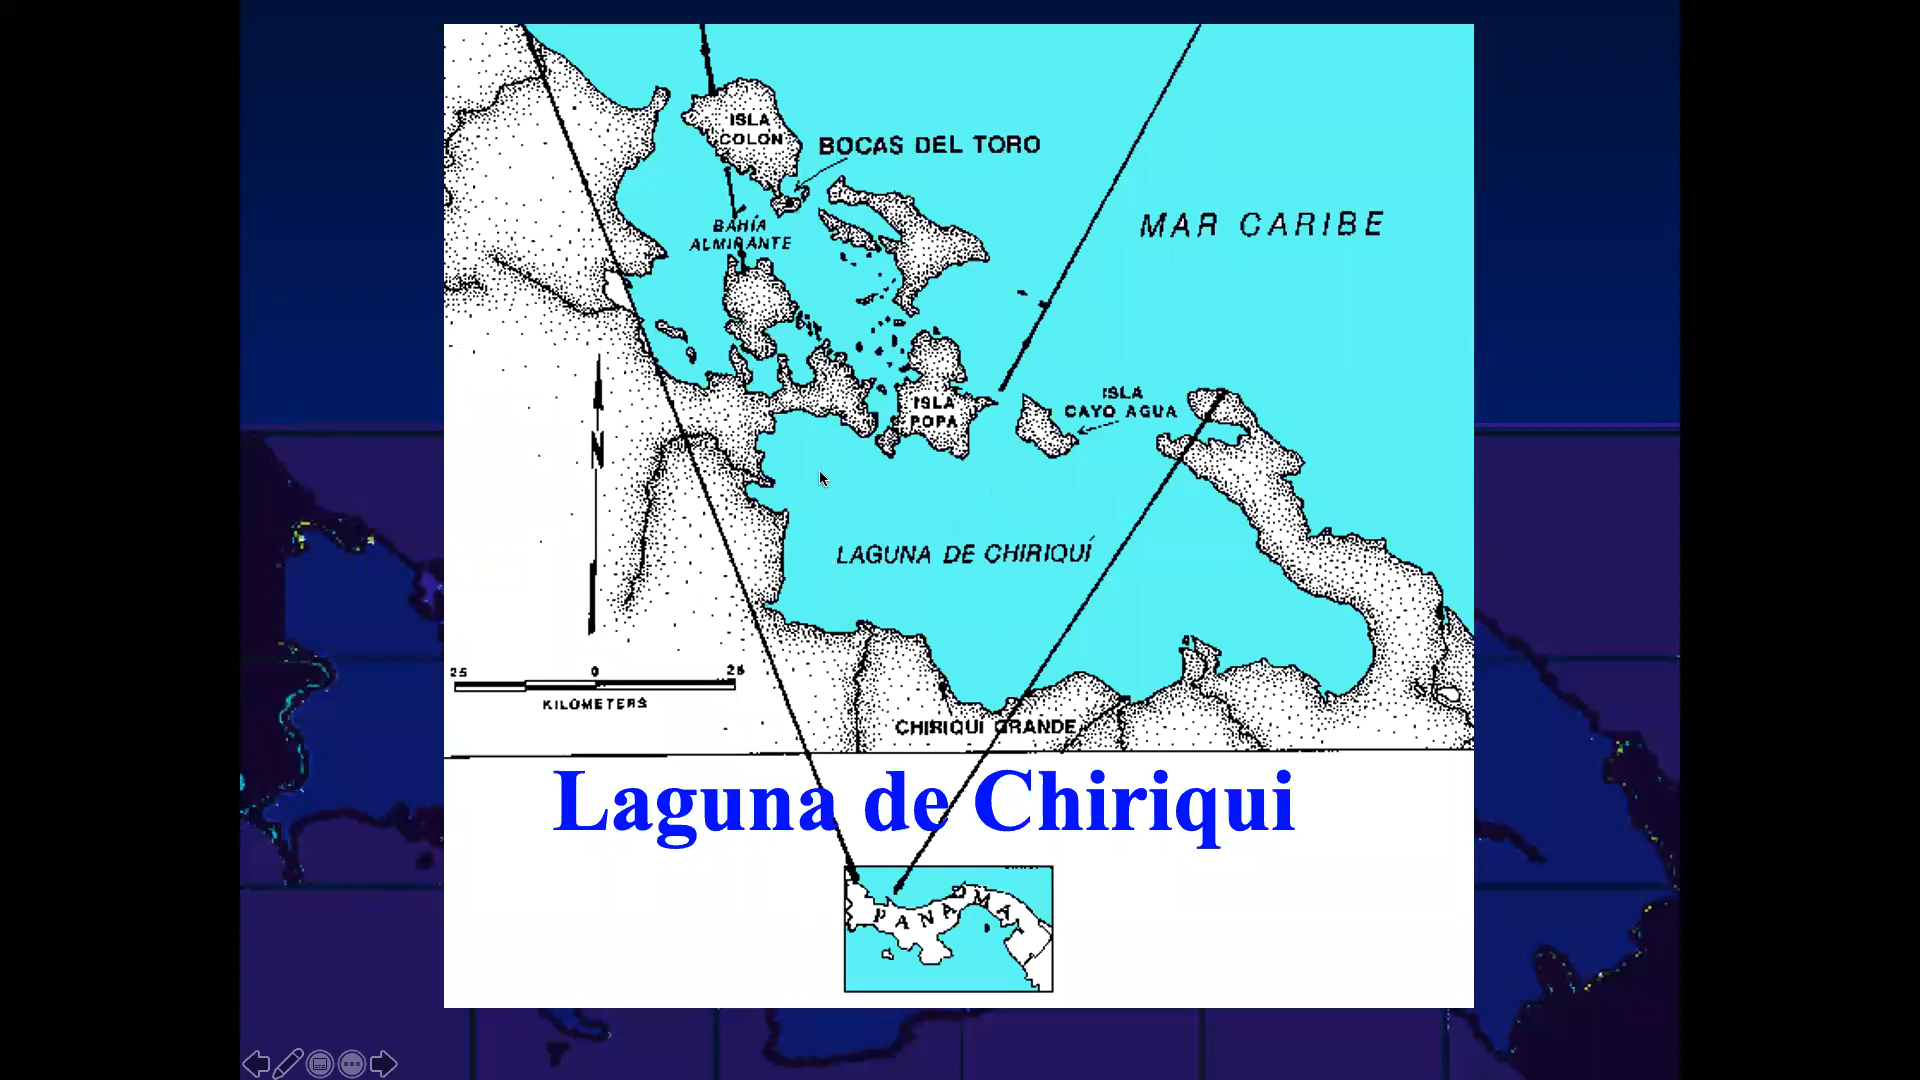 ISLA
COLON
BOCAS DEL TORO
BAHÍA
ALMIRANTE
MAR CARIBE
ISLA
POPA
ISLA
CAYO AGUA
N
LAGUNA DE CHIRIQUÍ
25 0 25
KILOMETERS
CHIRIQUI GRANDE
Laguna de Chiriqui
PANAMA